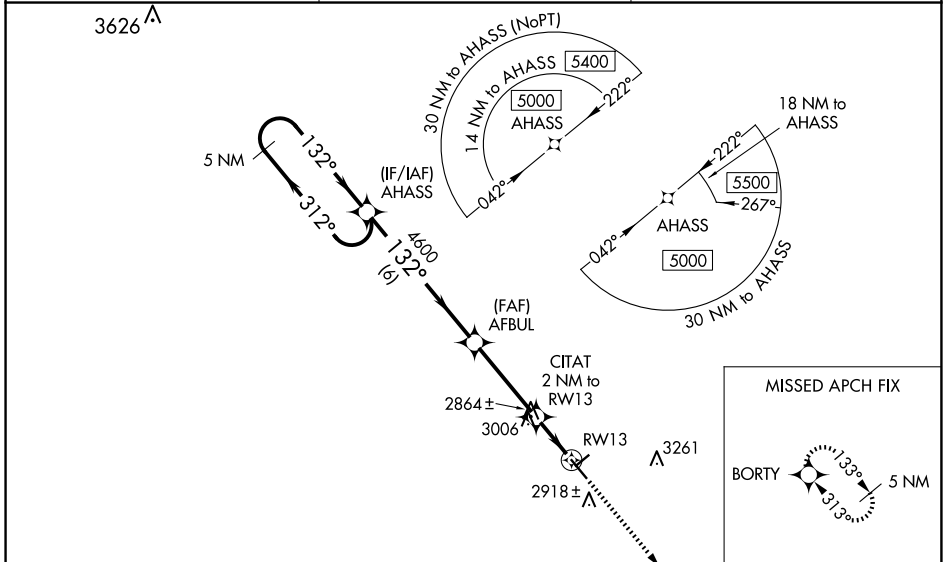 3626
30 NM to AHASS (NoPT)
5400
14 NM to AHASS
5000
AHASS
222°
042°
18 NM to
AHASS
222°
5500
267°
AHASS
042°
5000
30 NM to AHASS
5 NM
132°
312°
(IF/IAF)
AHASS
4600
132°
(6)
(FAF)
AFBUL
CITAT
2 NM to
RW13
2864±
3006
RW13
3261
2918±
MISSED APCH FIX
BORTY
133°
313°
5 NM